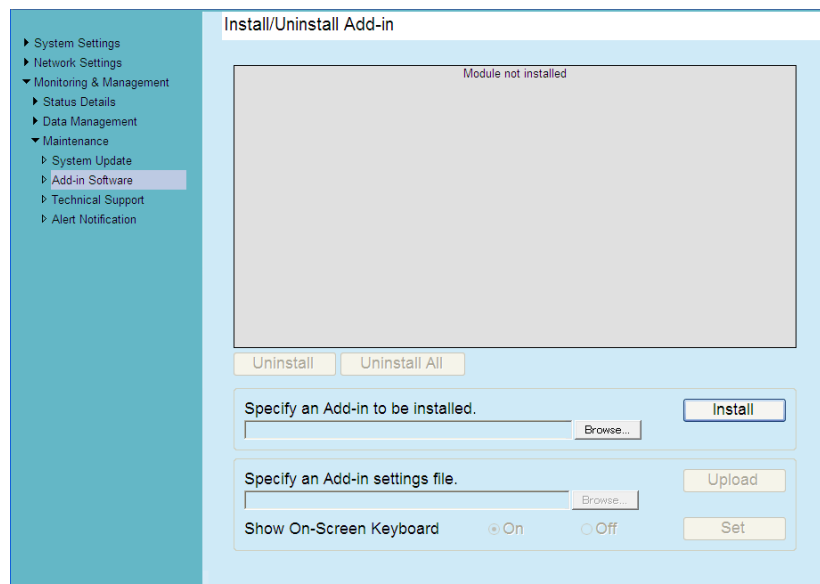 Install/Uninstall Add-in
System Settings
Network Settings
Monitoring & Management
Status Details
Data Management
Maintenance
System Update
Add-in Software
Technical Support
Alert Notification
Module not installed
Uninstall Uninstall All
Specify an Add-in to be installed. Install
Browse...
Specify an Add-in settings file. Upload
Browse...
Show On-Screen Keyboard On Off Set